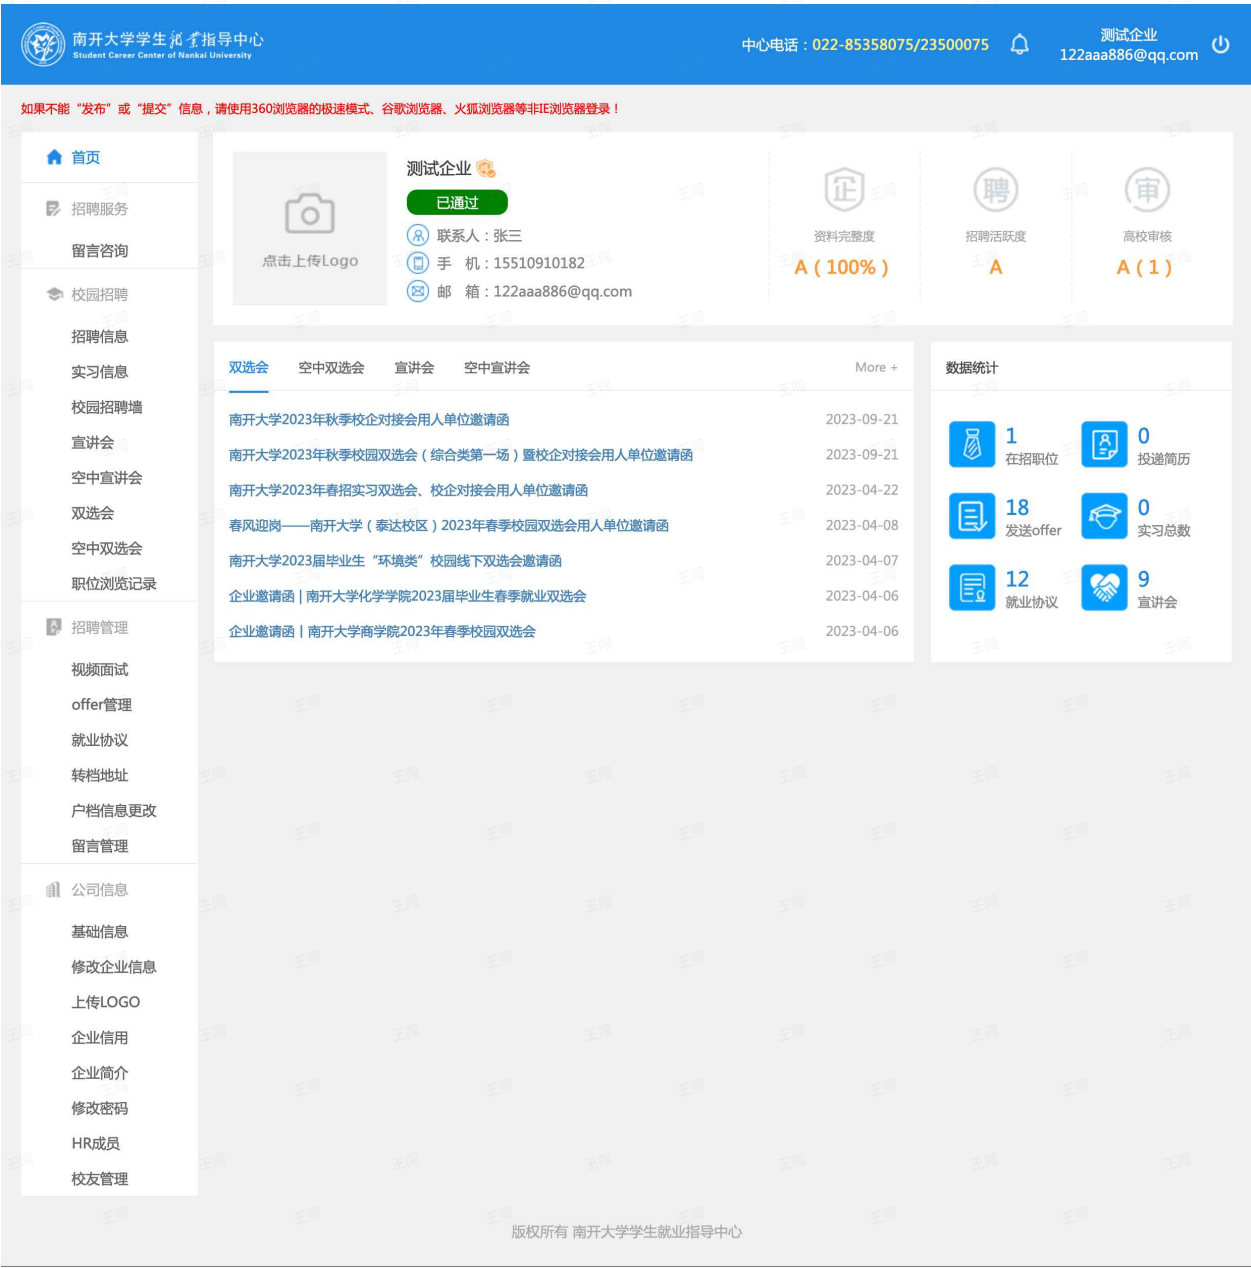 南开大学学生就业指导中心
Student Career Center of Nankai University
中心电话：022-85358075/23500075
测试企业
122aaa886@qq.com
如果不能“发布”或“提交”信息，请使用360浏览器的极速模式、谷歌浏览器、火狐浏览器等非IE浏览器登录！
首页
招聘服务
留言咨询
校园招聘
招聘信息
实习信息
校园招聘墙
宣讲会
空中宣讲会
双选会
空中双选会
职位浏览记录
招聘管理
视频面试
offer管理
就业协议
转档地址
户档信息更改
留言管理
公司信息
基础信息
修改企业信息
上传LOGO
企业信用
企业简介
修改密码
HR成员
校友管理
点击上传Logo
测试企业
已通过
联系人：张三
手 机：15510910182
邮 箱：122aaa886@qq.com
证
资料完整度
A（100%）
聘
招聘活跃度
A
审
高校审核
A（1）
双选会 空中双选会 宣讲会 空中宣讲会 More +
南开大学2023年秋季校企对接会用人单位邀请函 2023-09-21
南开大学2023年秋季校园双选会（综合类第一场）暨校企对接会用人单位邀请函 2023-09-21
南开大学2023年春招实习双选会、校企对接会用人单位邀请函 2023-04-22
春风迎岗——南开大学（泰达校区）2023年春季校园双选会用人单位邀请函 2023-04-08
南开大学2023届毕业生“环境类”校园线下双选会邀请函 2023-04-07
企业邀请函 | 南开大学化学学院2023届毕业生春季就业双选会 2023-04-06
企业邀请函丨南开大学商学院2023年春季校园双选会 2023-04-06
数据统计
1
在招职位
0
投递简历
18
发送offer
0
实习总数
12
就业协议
9
宣讲会
版权所有 南开大学学生就业指导中心